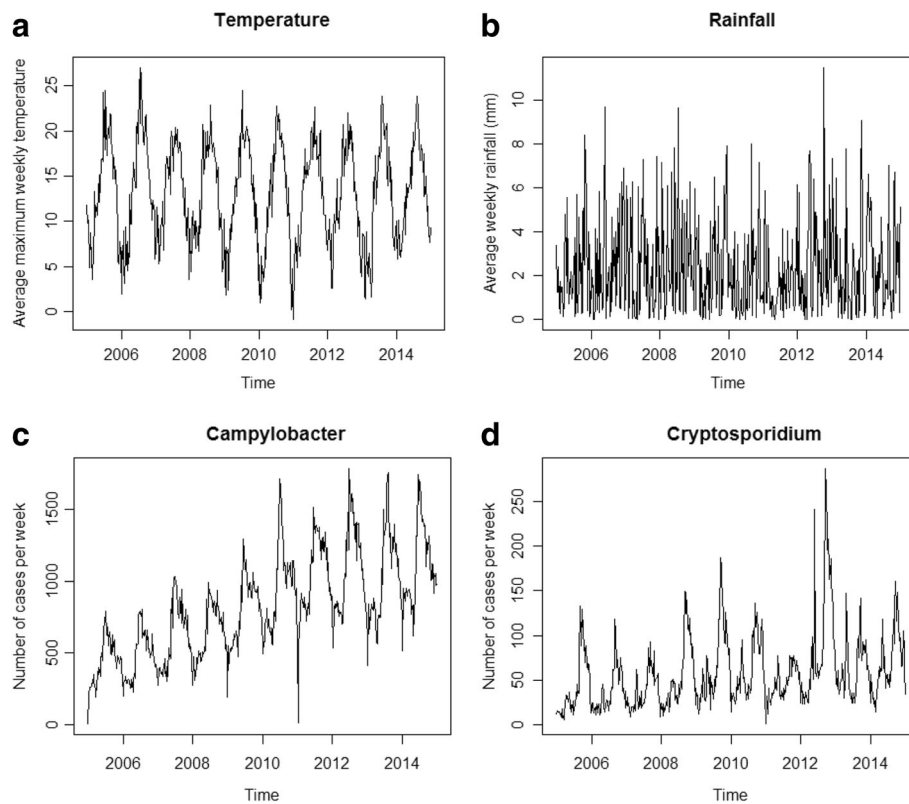 a
Temperature
Average maximum weekly temperature
25
20
15
10
5
0
2006 2008 2010 2012 2014
Time
b
Rainfall
Average weekly rainfall (mm)
10
8
6
4
2
0
2006 2008 2010 2012 2014
Time
c
Campylobacter
Number of cases per week
1500
1000
500
0
2006 2008 2010 2012 2014
Time
d
Cryptosporidium
Number of cases per week
250
200
150
100
50
0
2006 2008 2010 2012 2014
Time